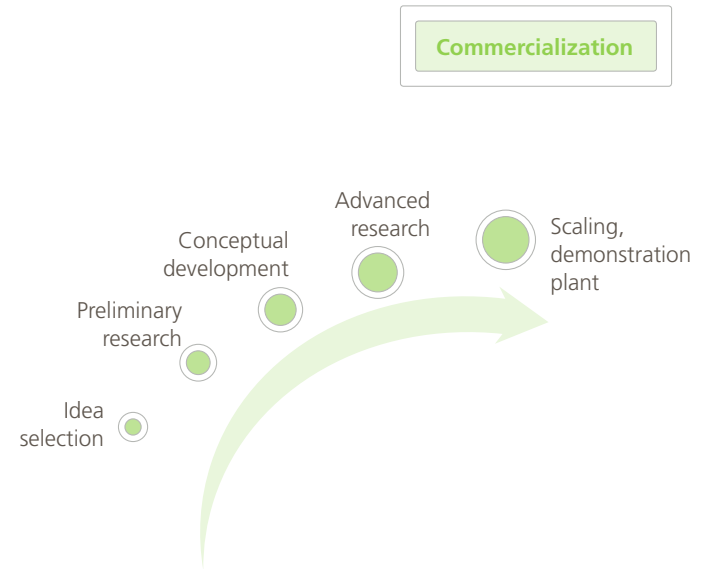 Commercialization
Advanced
research
Scaling,
demonstration
plant
Conceptual
development
Preliminary
research
Idea
selection